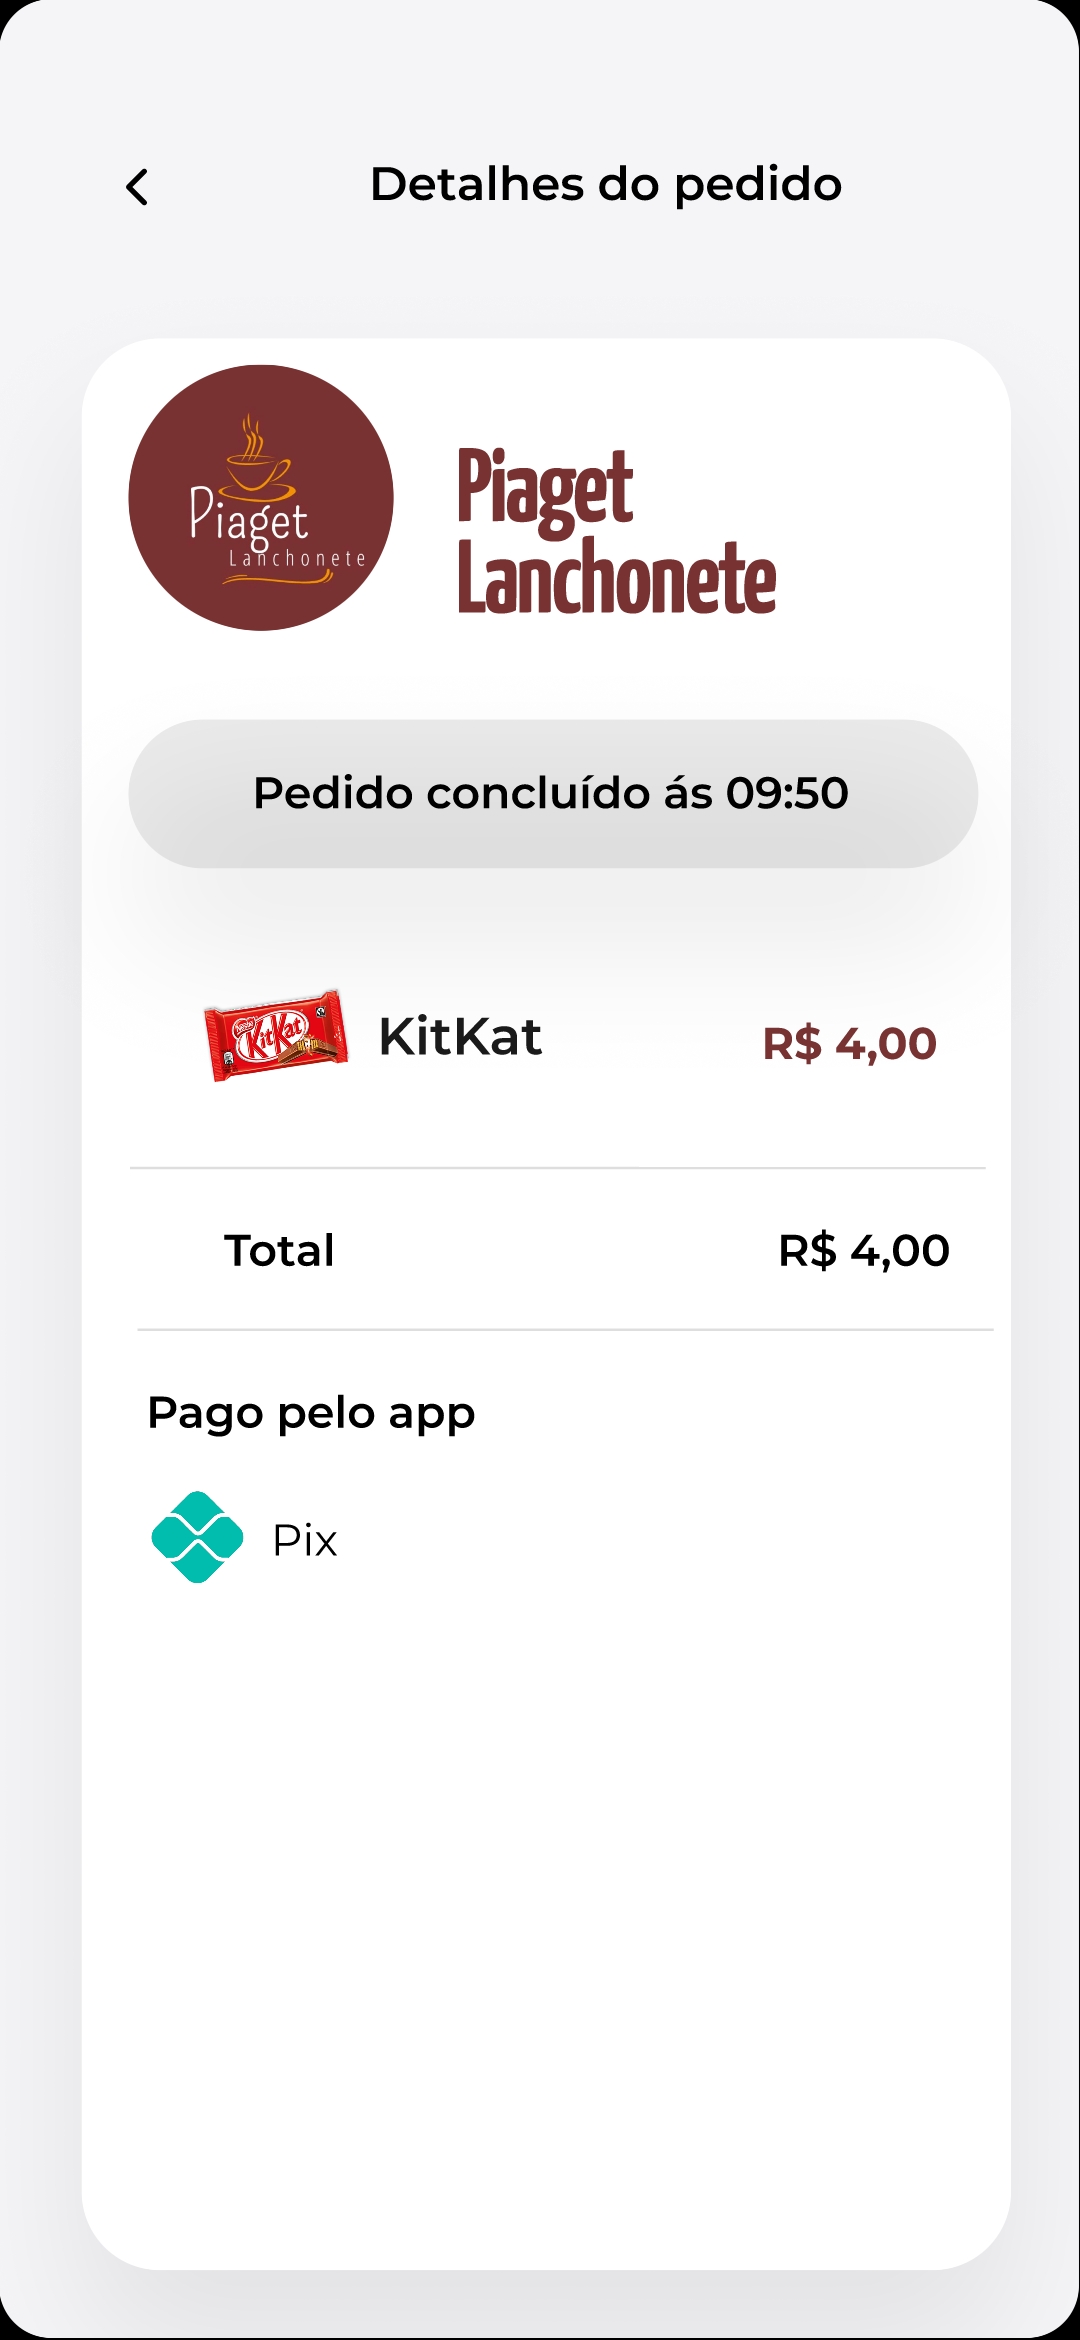 Detalhes do pedido
Piaget
Lanchonete
Piaget
Lanchonete
Pedido concluído ás 09:50
KitKat
KitKat
R$ 4,00
Total
R$ 4,00
Pago pelo app
Pix